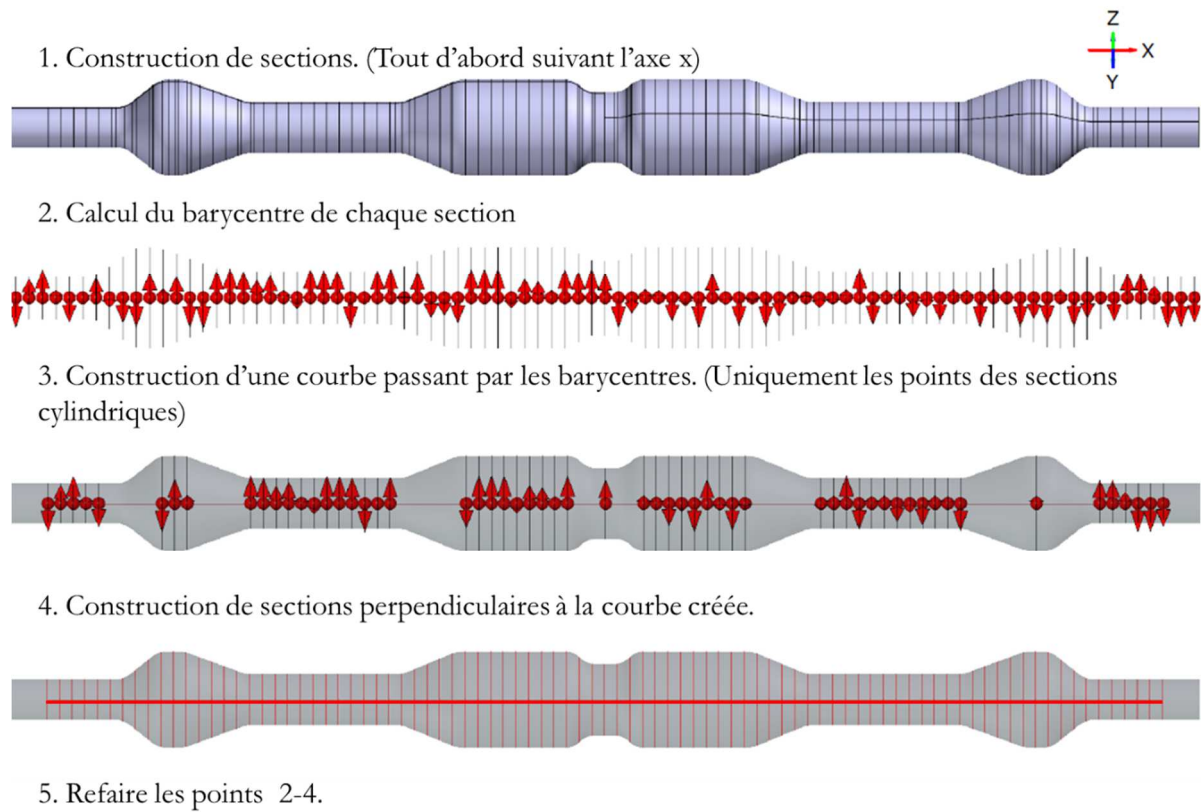 Z
1. Construction de sections. (Tout d'abord suivant l'axe x)
X
Y
2. Calcul du barycentre de chaque section
3. Construction d'une courbe passant par les barycentres. (Uniquement les points des sections
cylindriques)
4. Construction de sections perpendiculaires à la courbe créée.
5. Refaire les points 2-4.